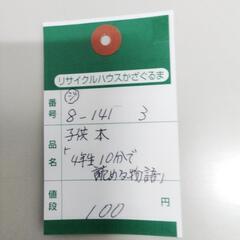 リサイクルハウスかざぐるま
番号 8-141 3
品名 子供本
「4年生10分で
読める物語」
値段 100 円